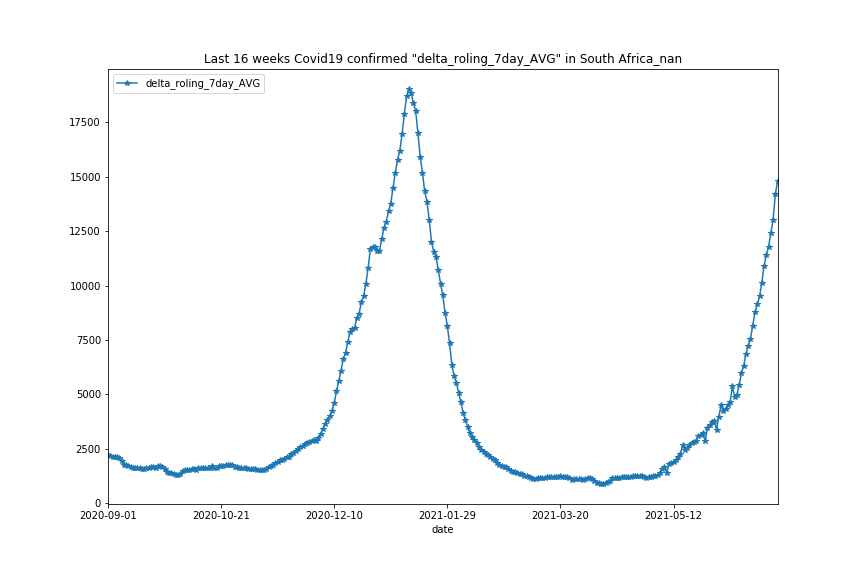 Last 16 weeks Covid19 confirmed "delta_roling_7day_AVG" in South Africa_nan
delta_roling_7day_AVG
17500
15000
12500
10000
7500
5000
2500
0
2020-09-01 2020-10-21 2020-12-10 2021-01-29 2021-03-20 2021-05-12
date